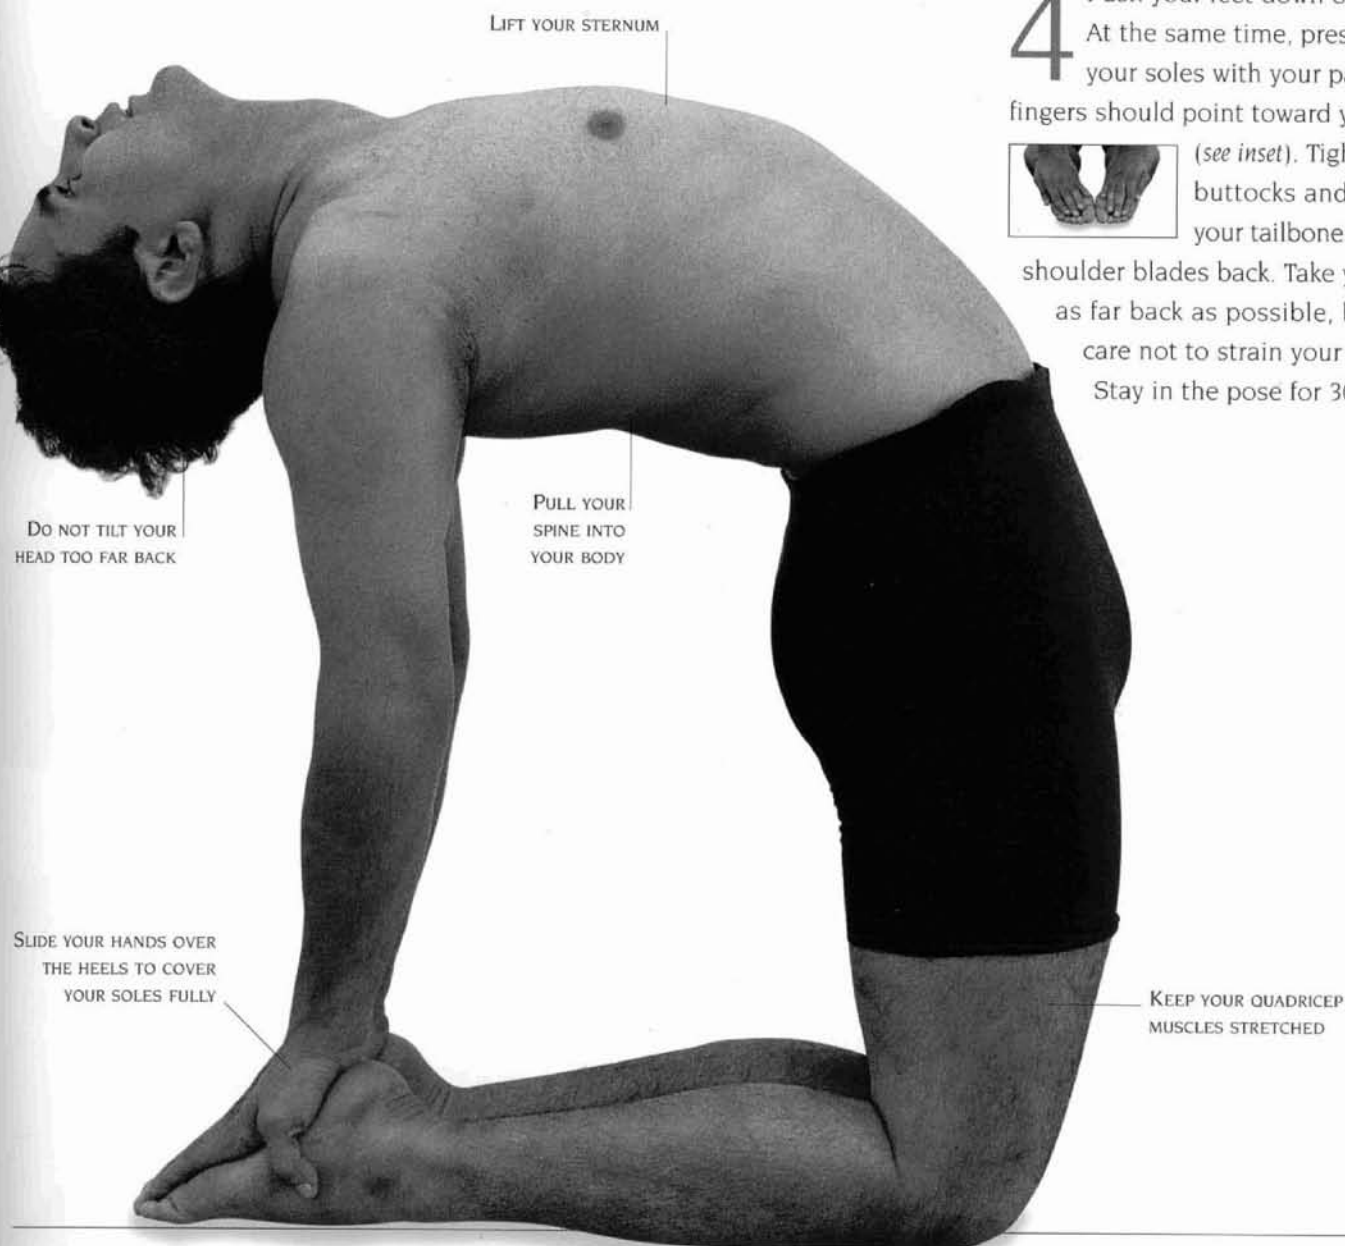 LIFT YOUR STERNUM
4
At the same time, pres
your soles with your p
fingers should point toward
(see inset). Tigh
buttocks and
your tailbone
shoulder blades back. Take
as far back as possible,
care not to strain your
Stay in the pose for 3
DO NOT TILT YOUR
HEAD TOO FAR BACK
PULL YOUR
SPINE INTO
YOUR BODY
SLIDE YOUR HANDS OVER
THE HEELS TO COVER
YOUR SOLES FULLY
KEEP YOUR QUADRICEP
MUSCLES STRETCHED